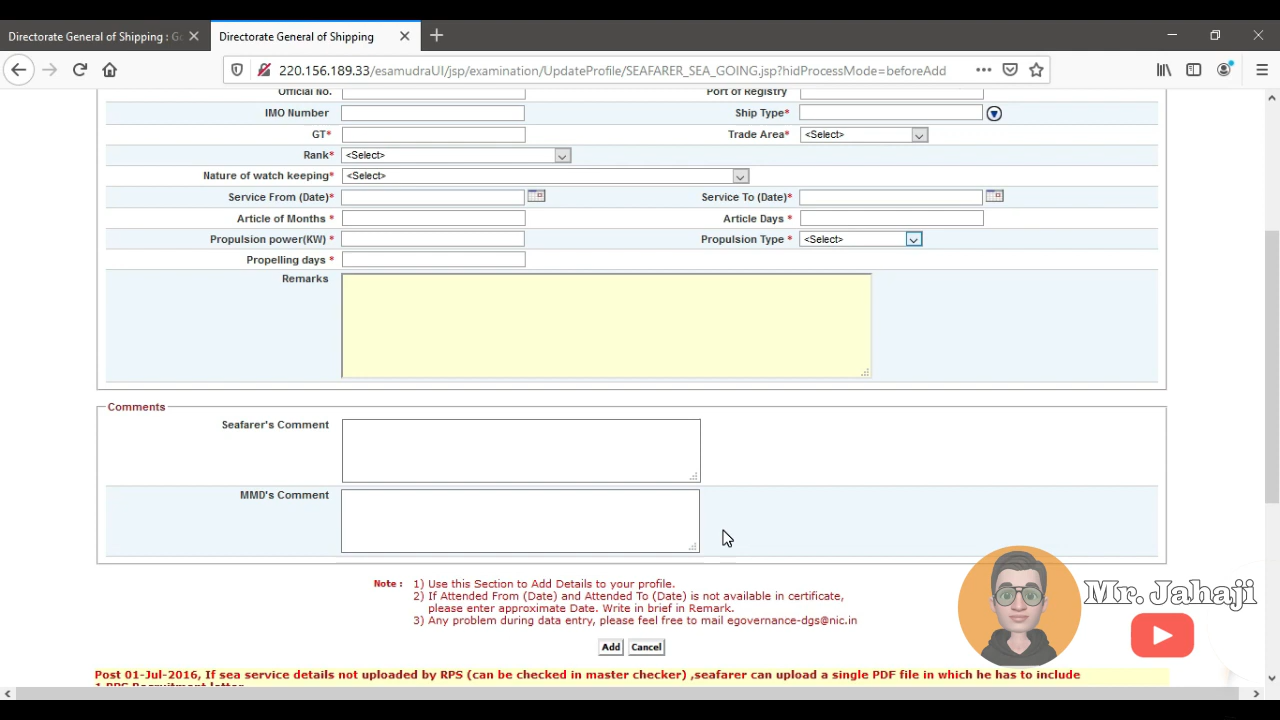 Directorate General of Shipping : Go
Directorate General of Shipping
220.156.189.33/esamudraUI/jsp/examination/UpdateProfile/SEAFARER_SEA_GOING.jsp?hidProcessMode=beforeAdd
Official No. Port of Registry
IMO Number Ship Type*
GT* Trade Area* <Select>
Rank* <Select>
Nature of watch keeping* <Select>
Service From (Date)* Service To (Date)*
Article of Months * Article Days *
Propulsion power(KW) * Propulsion Type * <Select>
Propelling days *
Remarks
Comments
Seafarer's Comment
MMD's Comment
Note : 1) Use this Section to Add Details to your profile.
2) If Attended From (Date) and Attended To (Date) is not available in certificate,
please enter approximate Date. Write in brief in Remark.
3) Any problem during data entry, please feel free to mail egovernance-dgs@nic.in
Mr. Jahaji
Add Cancel
Post 01-Jul-2016, If sea service details not uploaded by RPS (can be checked in master checker) ,seafarer can upload a single PDF file in which he has to include
1.RPS Recruitment letter